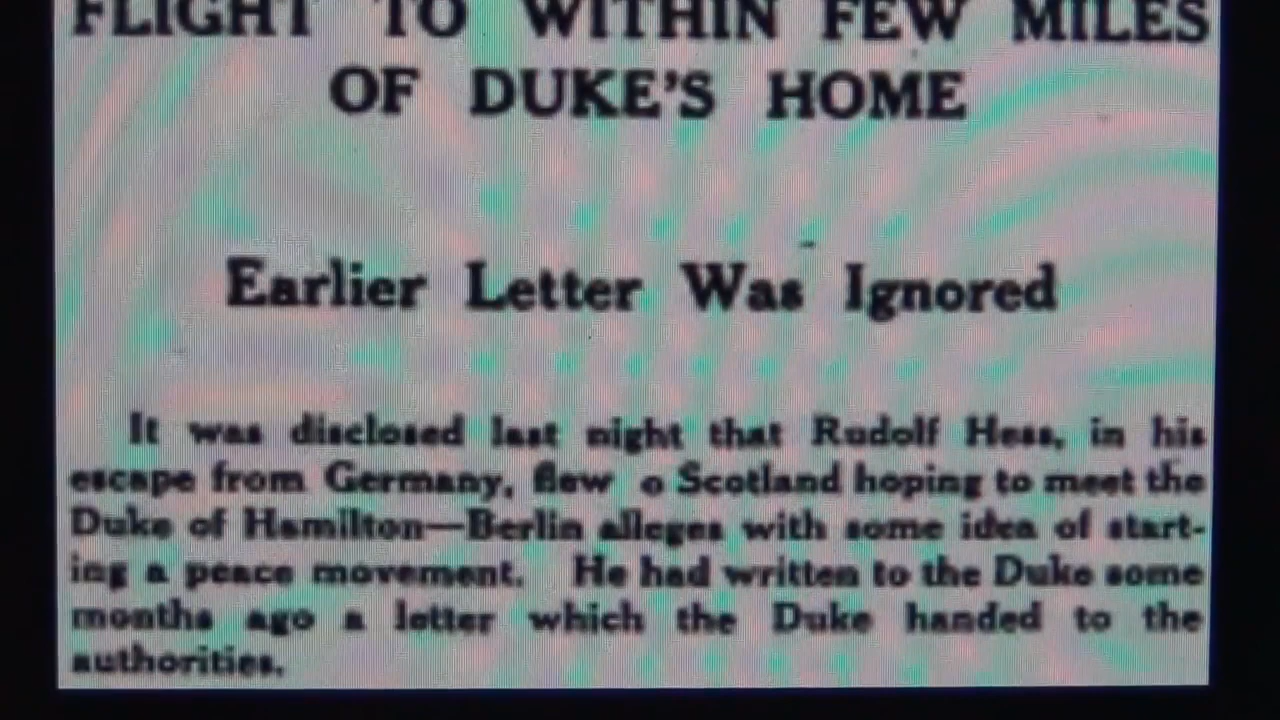 FLIGHT TO WITHIN FEW MILES
OF DUKE'S HOME
Earlier Letter Was Ignored
It was disclosed last night that Rudolf Hess, in his
escape from Germany, flew o Scotland hoping to meet the
Duke of Hamilton—Berlin alleges with some idea of start-
ing a peace movement. He had written to the Duke some
months ago a letter which the Duke handed to the
authorities.